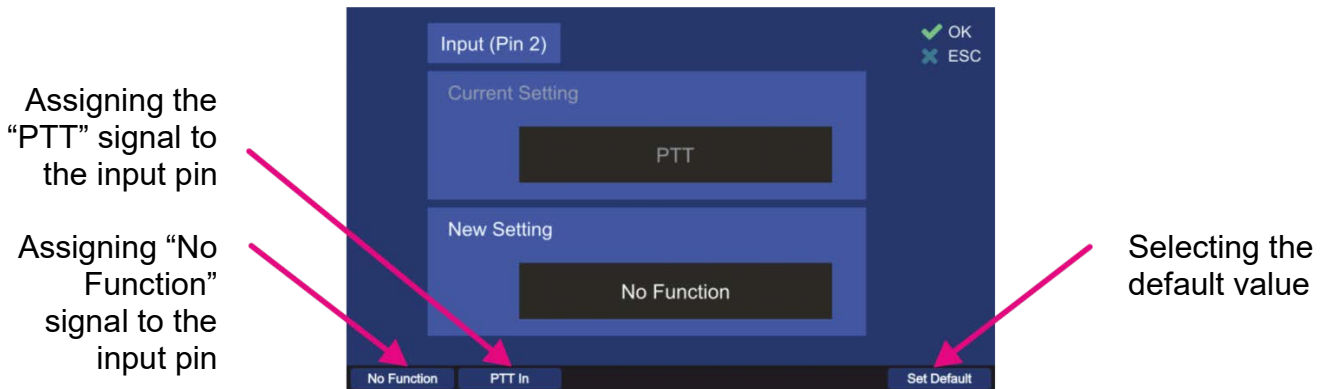 Input (Pin 2)
OK
ESC
Current Setting
PTT
New Setting
No Function
No Function
PTT In
Set Default
Assigning the
“PTT” signal to
the input pin
Assigning “No
Function”
signal to the
input pin
Selecting the
default value